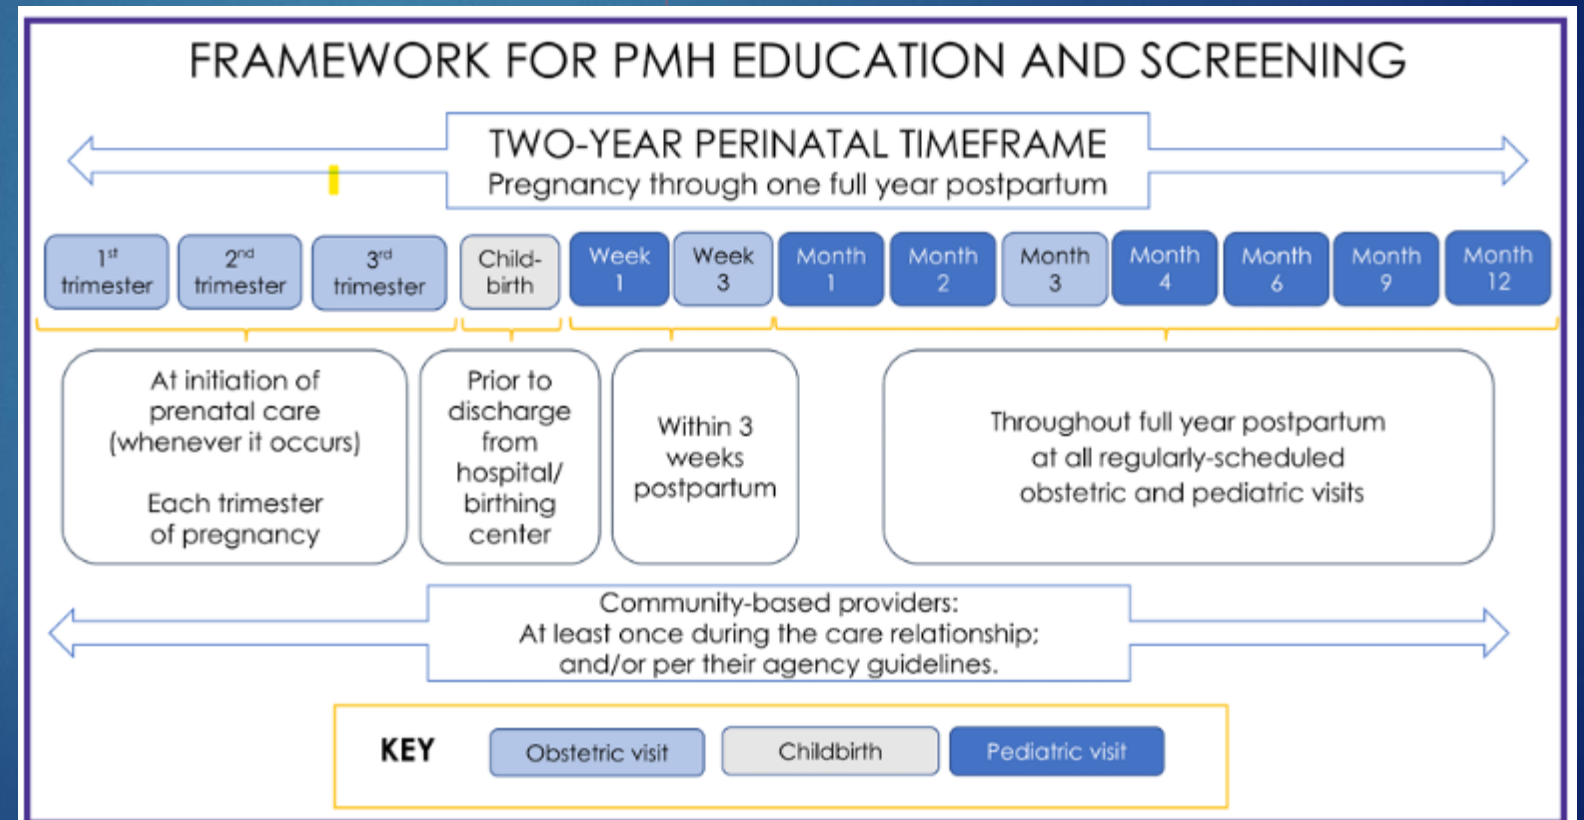 FRAMEWORK FOR PMH EDUCATION AND SCREENING
TWO-YEAR PERINATAL TIMEFRAME
Pregnancy through one full year postpartum
1st
trimester
2nd
trimester
3rd
trimester
Child-
birth
Week
1
Week
3
Month
1
Month
2
Month
3
Month
4
Month
6
Month
9
Month
12
At initiation of
prenatal care
(whenever it occurs)
Each trimester
of pregnancy
Prior to
discharge
from
hospital/
birthing
center
Within 3
weeks
postpartum
Throughout full year postpartum
at all regularly-scheduled
obstetric and pediatric visits
Community-based providers:
At least once during the care relationship;
and/or per their agency guidelines.
KEY
Obstetric visit
Childbirth
Pediatric visit